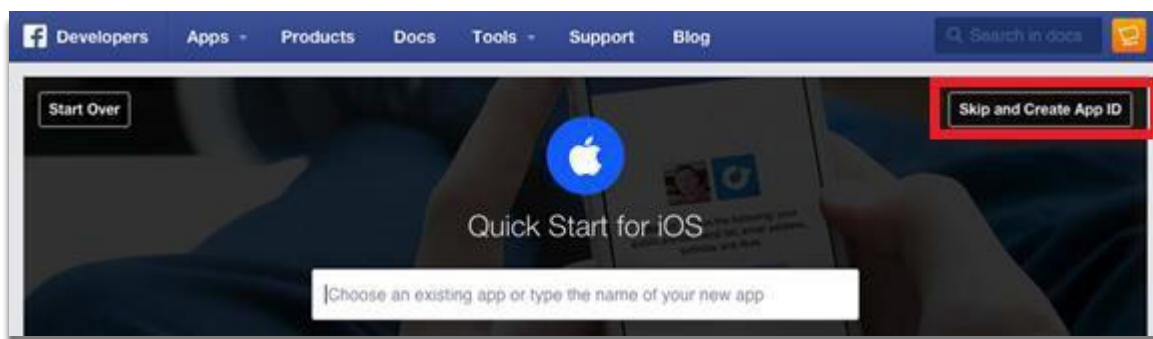 Developers Apps Products Docs Tools Support Blog Search in docs
Start Over Skip and Create App ID
Quick Start for iOS
Choose an existing app or type the name of your new app